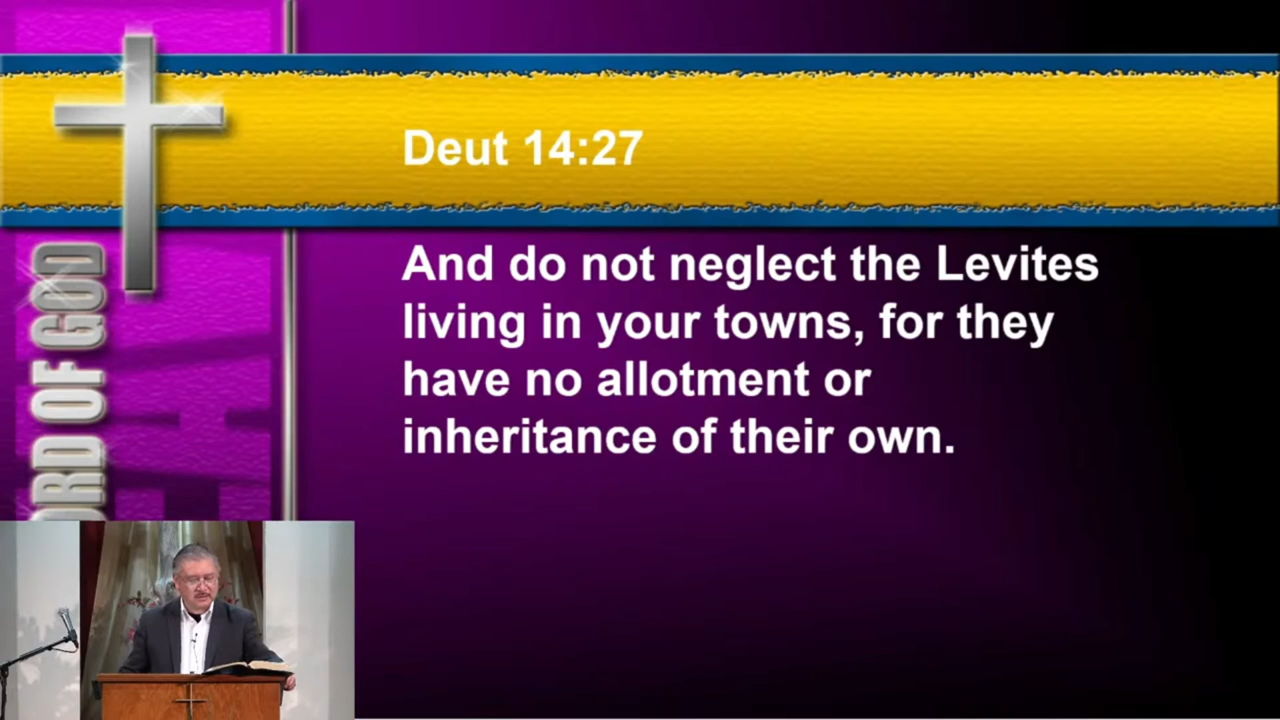 Deut 14:27
And do not neglect the Levites
living in your towns, for they
have no allotment or
inheritance of their own.
ORD OF GOD